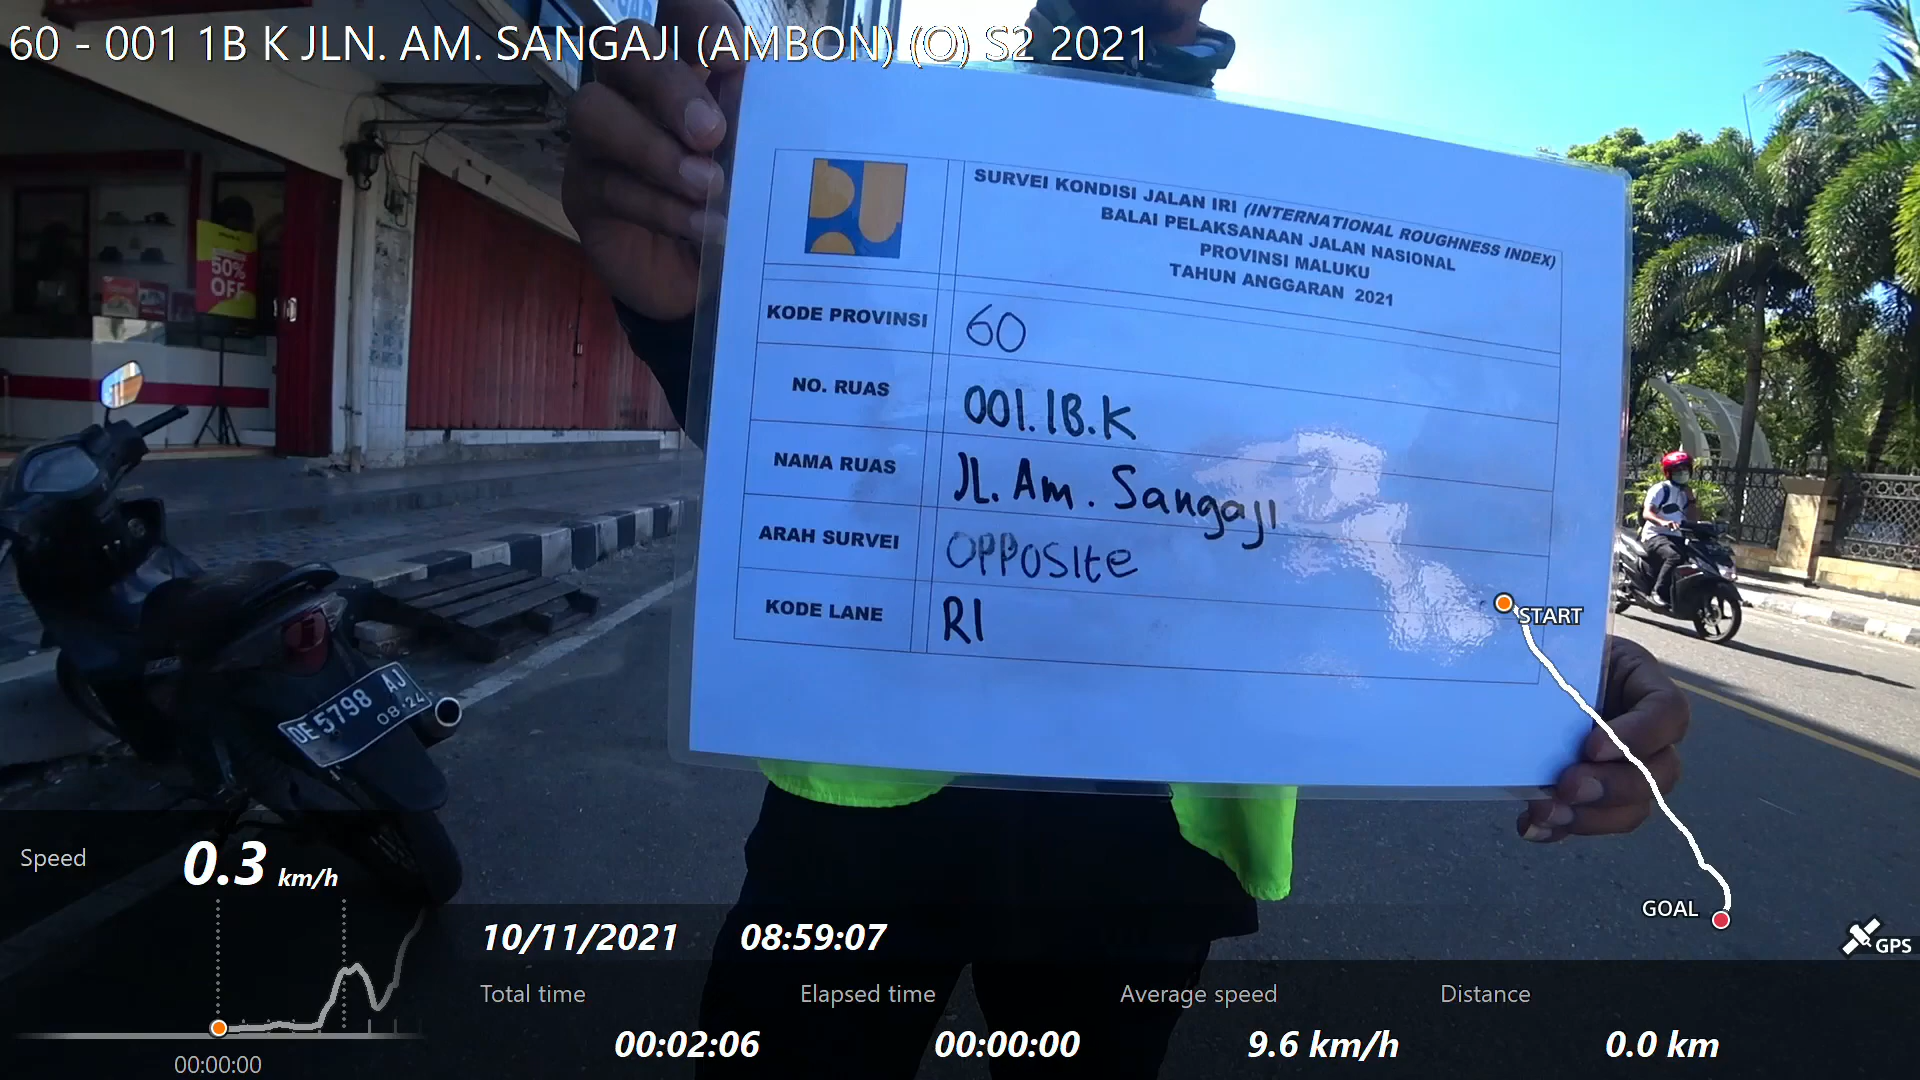 60 - 001 1B K JLN. AM. SANGAJI (AMBON) (O) S2 2021
SURVEI KONDISI JALAN IRI (INTERNATIONAL ROUGHNESS INDEX)
BALAI PELAKSANAAN JALAN NASIONAL
PROVINSI MALUKU
TAHUN ANGGARAN 2021
KODE PROVINSI 60
NO. RUAS 001.1B.K
NAMA RUAS JL. Am. Sangaji
ARAH SURVEI OPPOSITE
KODE LANE R1
50%
OFF
DE 5798 AJ
08·24
START
GOAL
GPS
Speed 0.3 km/h
00:00:00
10/11/2021 08:59:07
Total time Elapsed time Average speed Distance
00:02:06 00:00:00 9.6 km/h 0.0 km